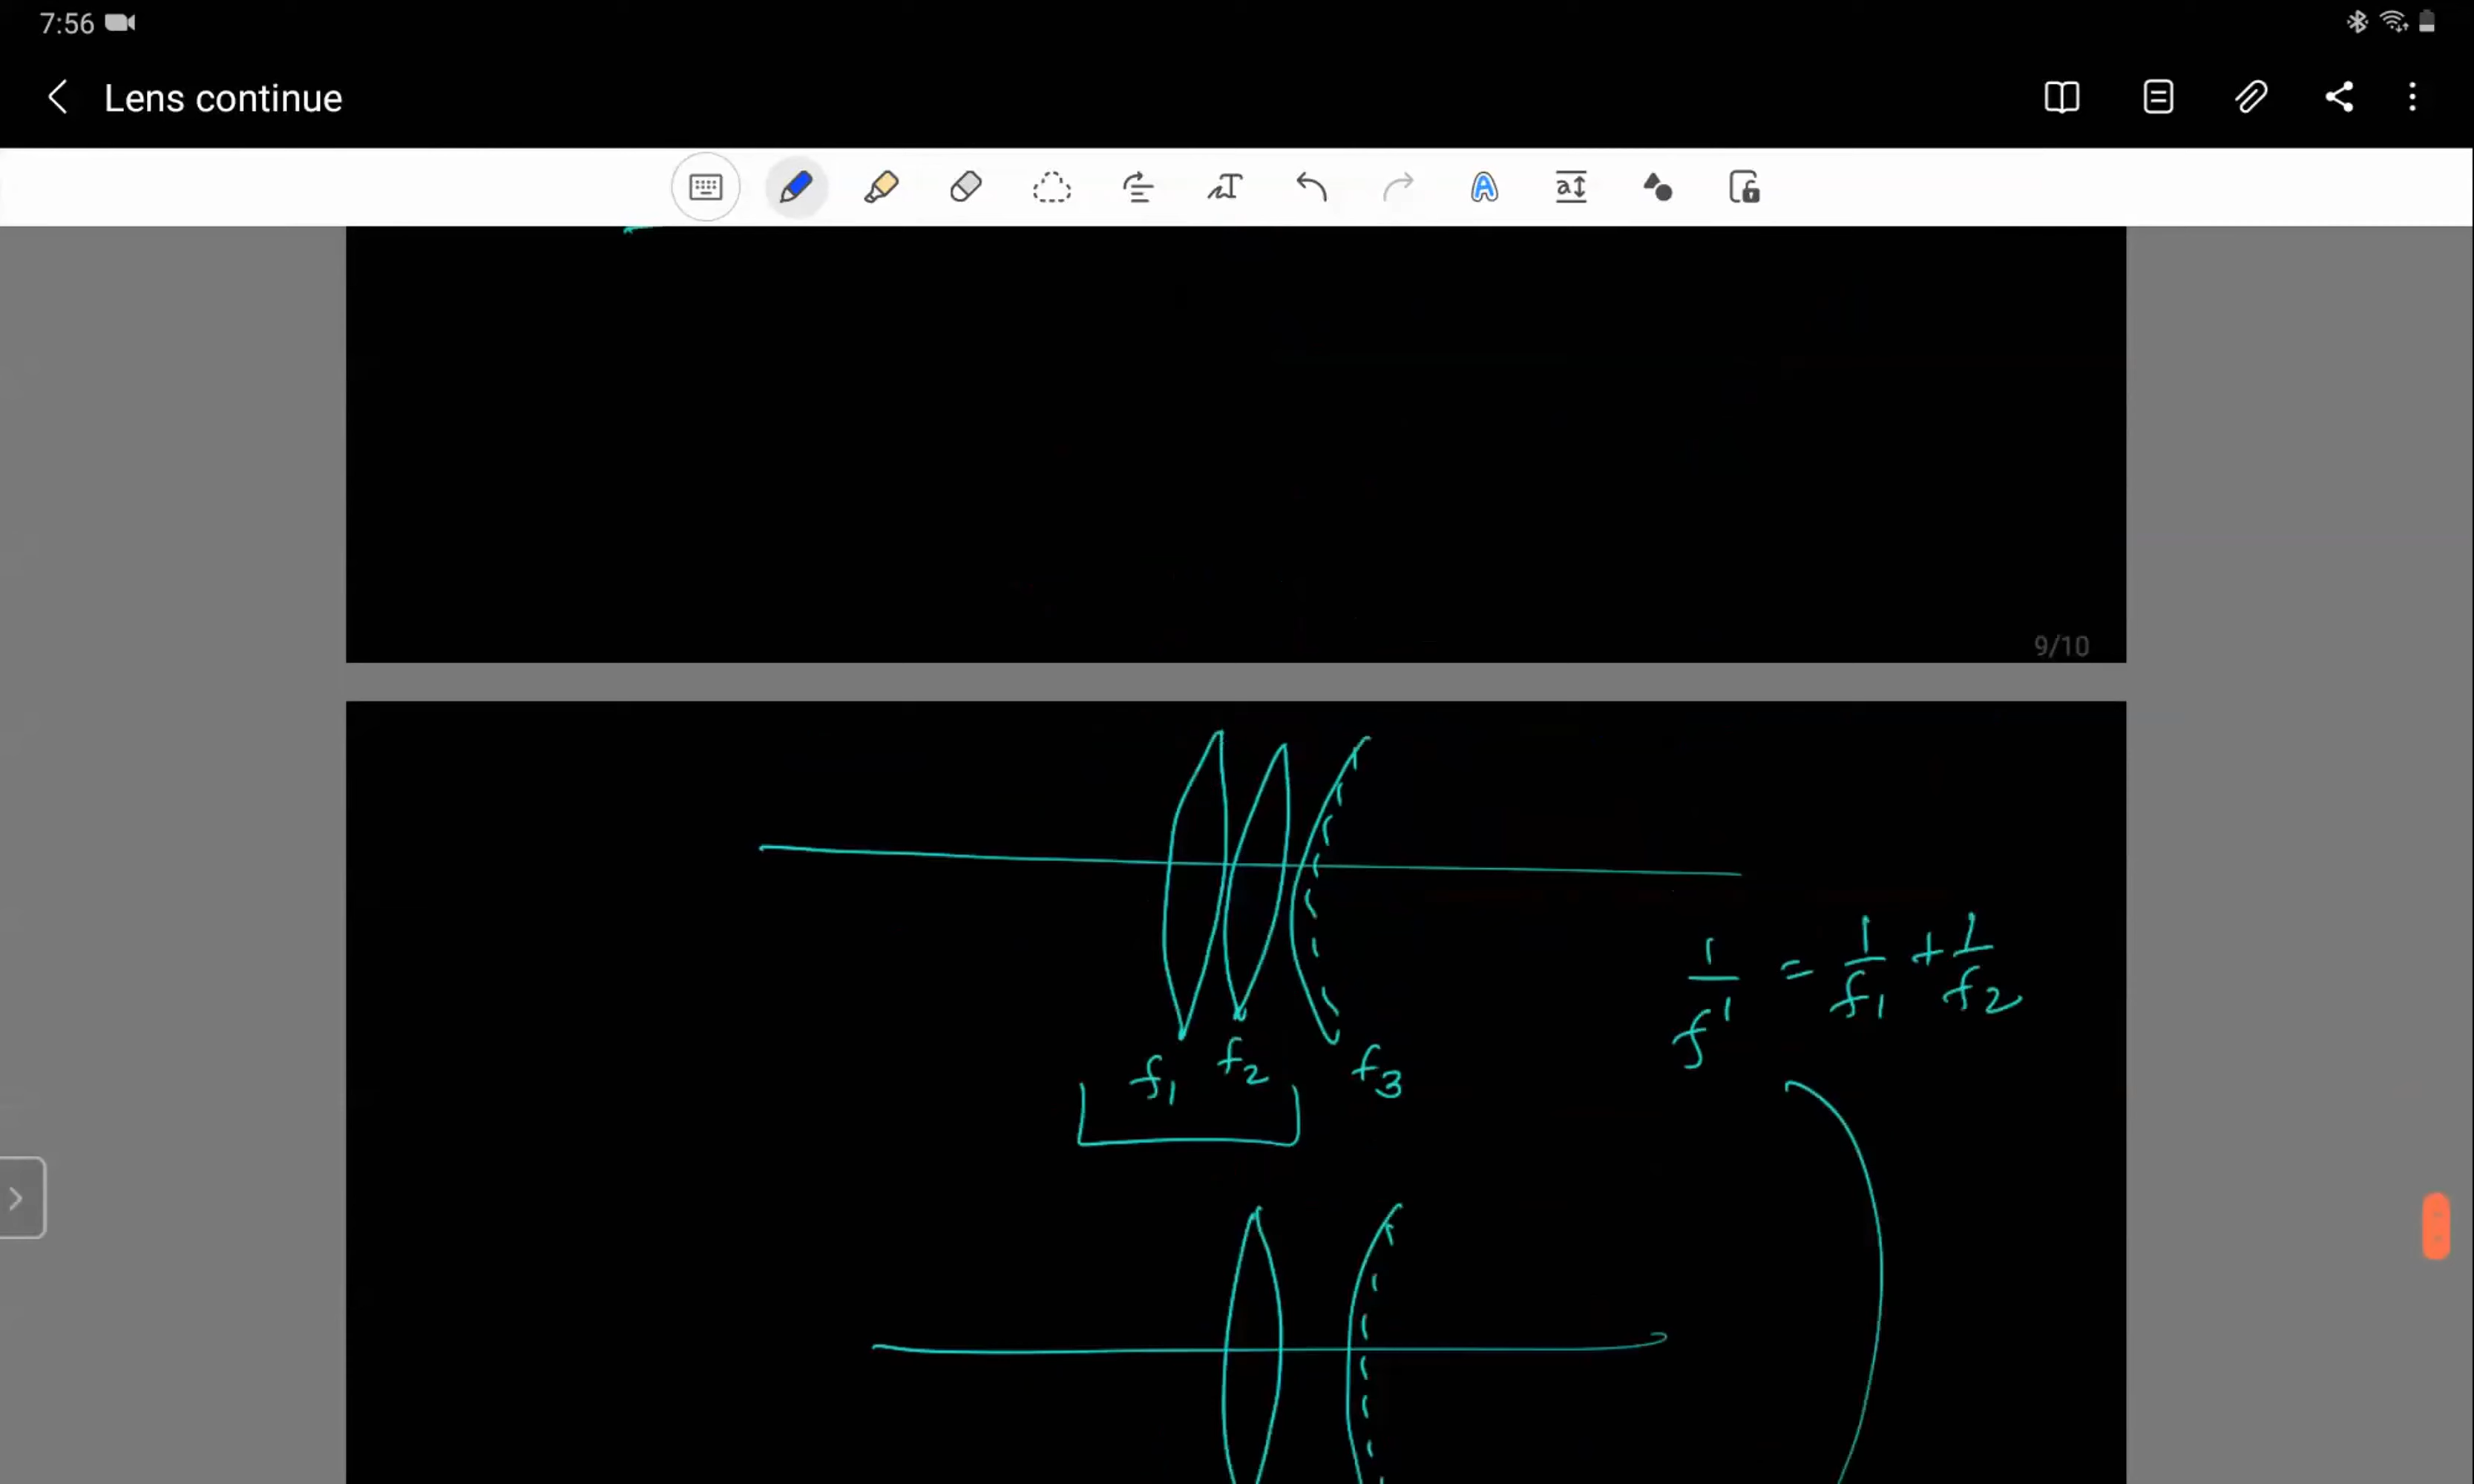 7:56
Lens continue
9/10
1/f' = 1/f₁ + 1/f₂
f₁ f₂ f₃